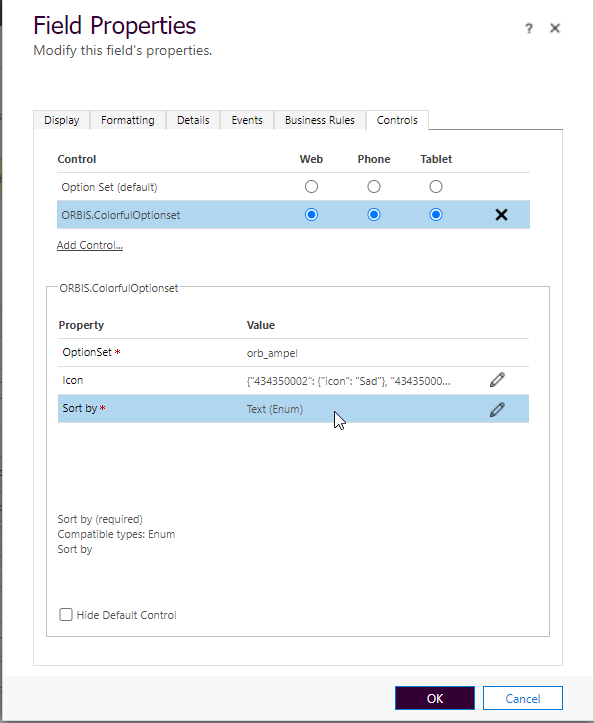 Field Properties
? ×
Modify this field's properties.
Display Formatting Details Events Business Rules Controls
Control Web Phone Tablet
Option Set (default)
ORBIS.ColorfulOptionset
Add Control...
ORBIS.ColorfulOptionset
Property Value
OptionSet * orb_ampel
Icon {"434350002": {"icon": "Sad"}, "43435000...
Sort by * Text (Enum)
Sort by (required)
Compatible types: Enum
Sort by
Hide Default Control
OK Cancel